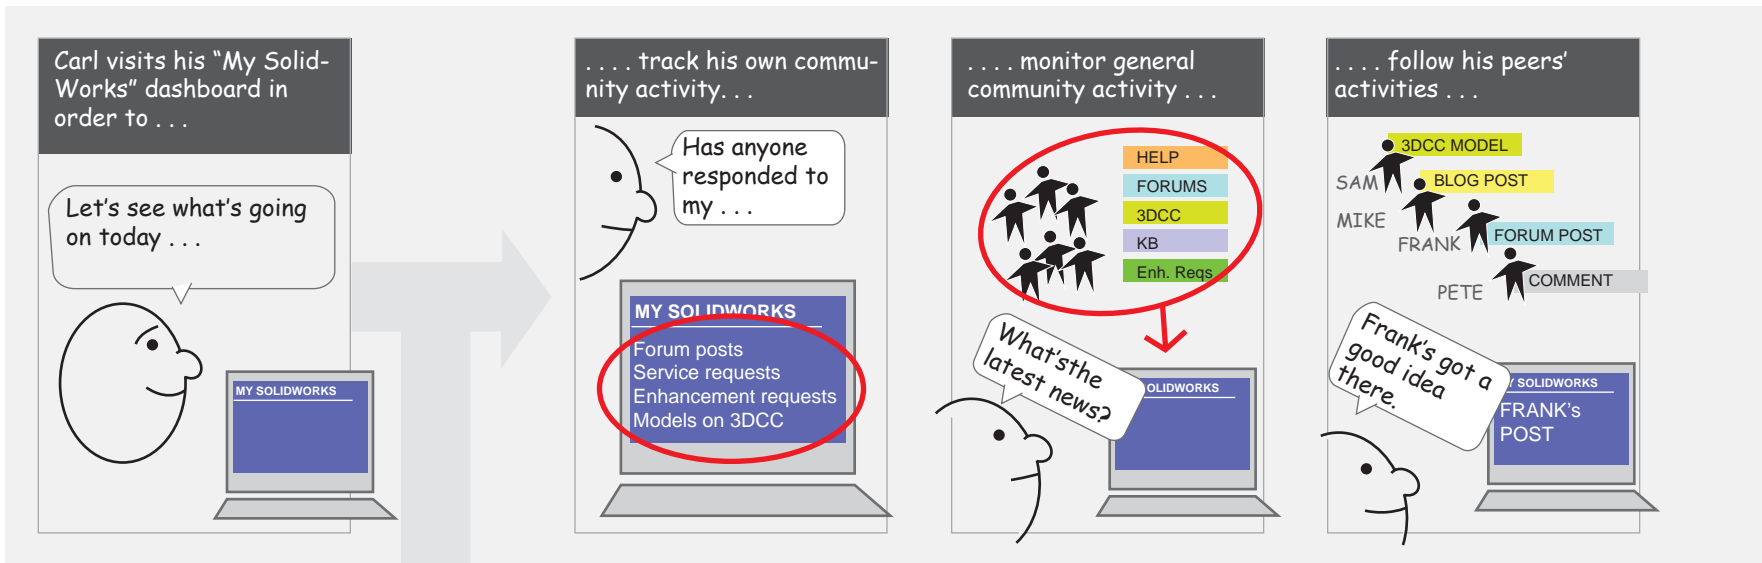 Carl visits his “My Solid-
Works” dashboard in
order to . . .
Let's see what's going
on today . . .
MY SOLIDWORKS
. . . . track his own commu-
nity activity. . .
Has anyone
responded to
my . . .
MY SOLIDWORKS
Forum posts
Service requests
Enhancement requests
Models on 3DCC
. . . . monitor general
community activity . . .
HELP
FORUMS
3DCC
KB
Enh. Reqs
What'sthe
latest news?
OLIDWORKS
. . . . follow his peers’
activities . . .
3DCC MODEL
SAM
BLOG POST
MIKE
FORUM POST
FRANK
COMMENT
PETE
Frank's got a
good idea
there.
Y SOLIDWORKS
FRANK's
POST